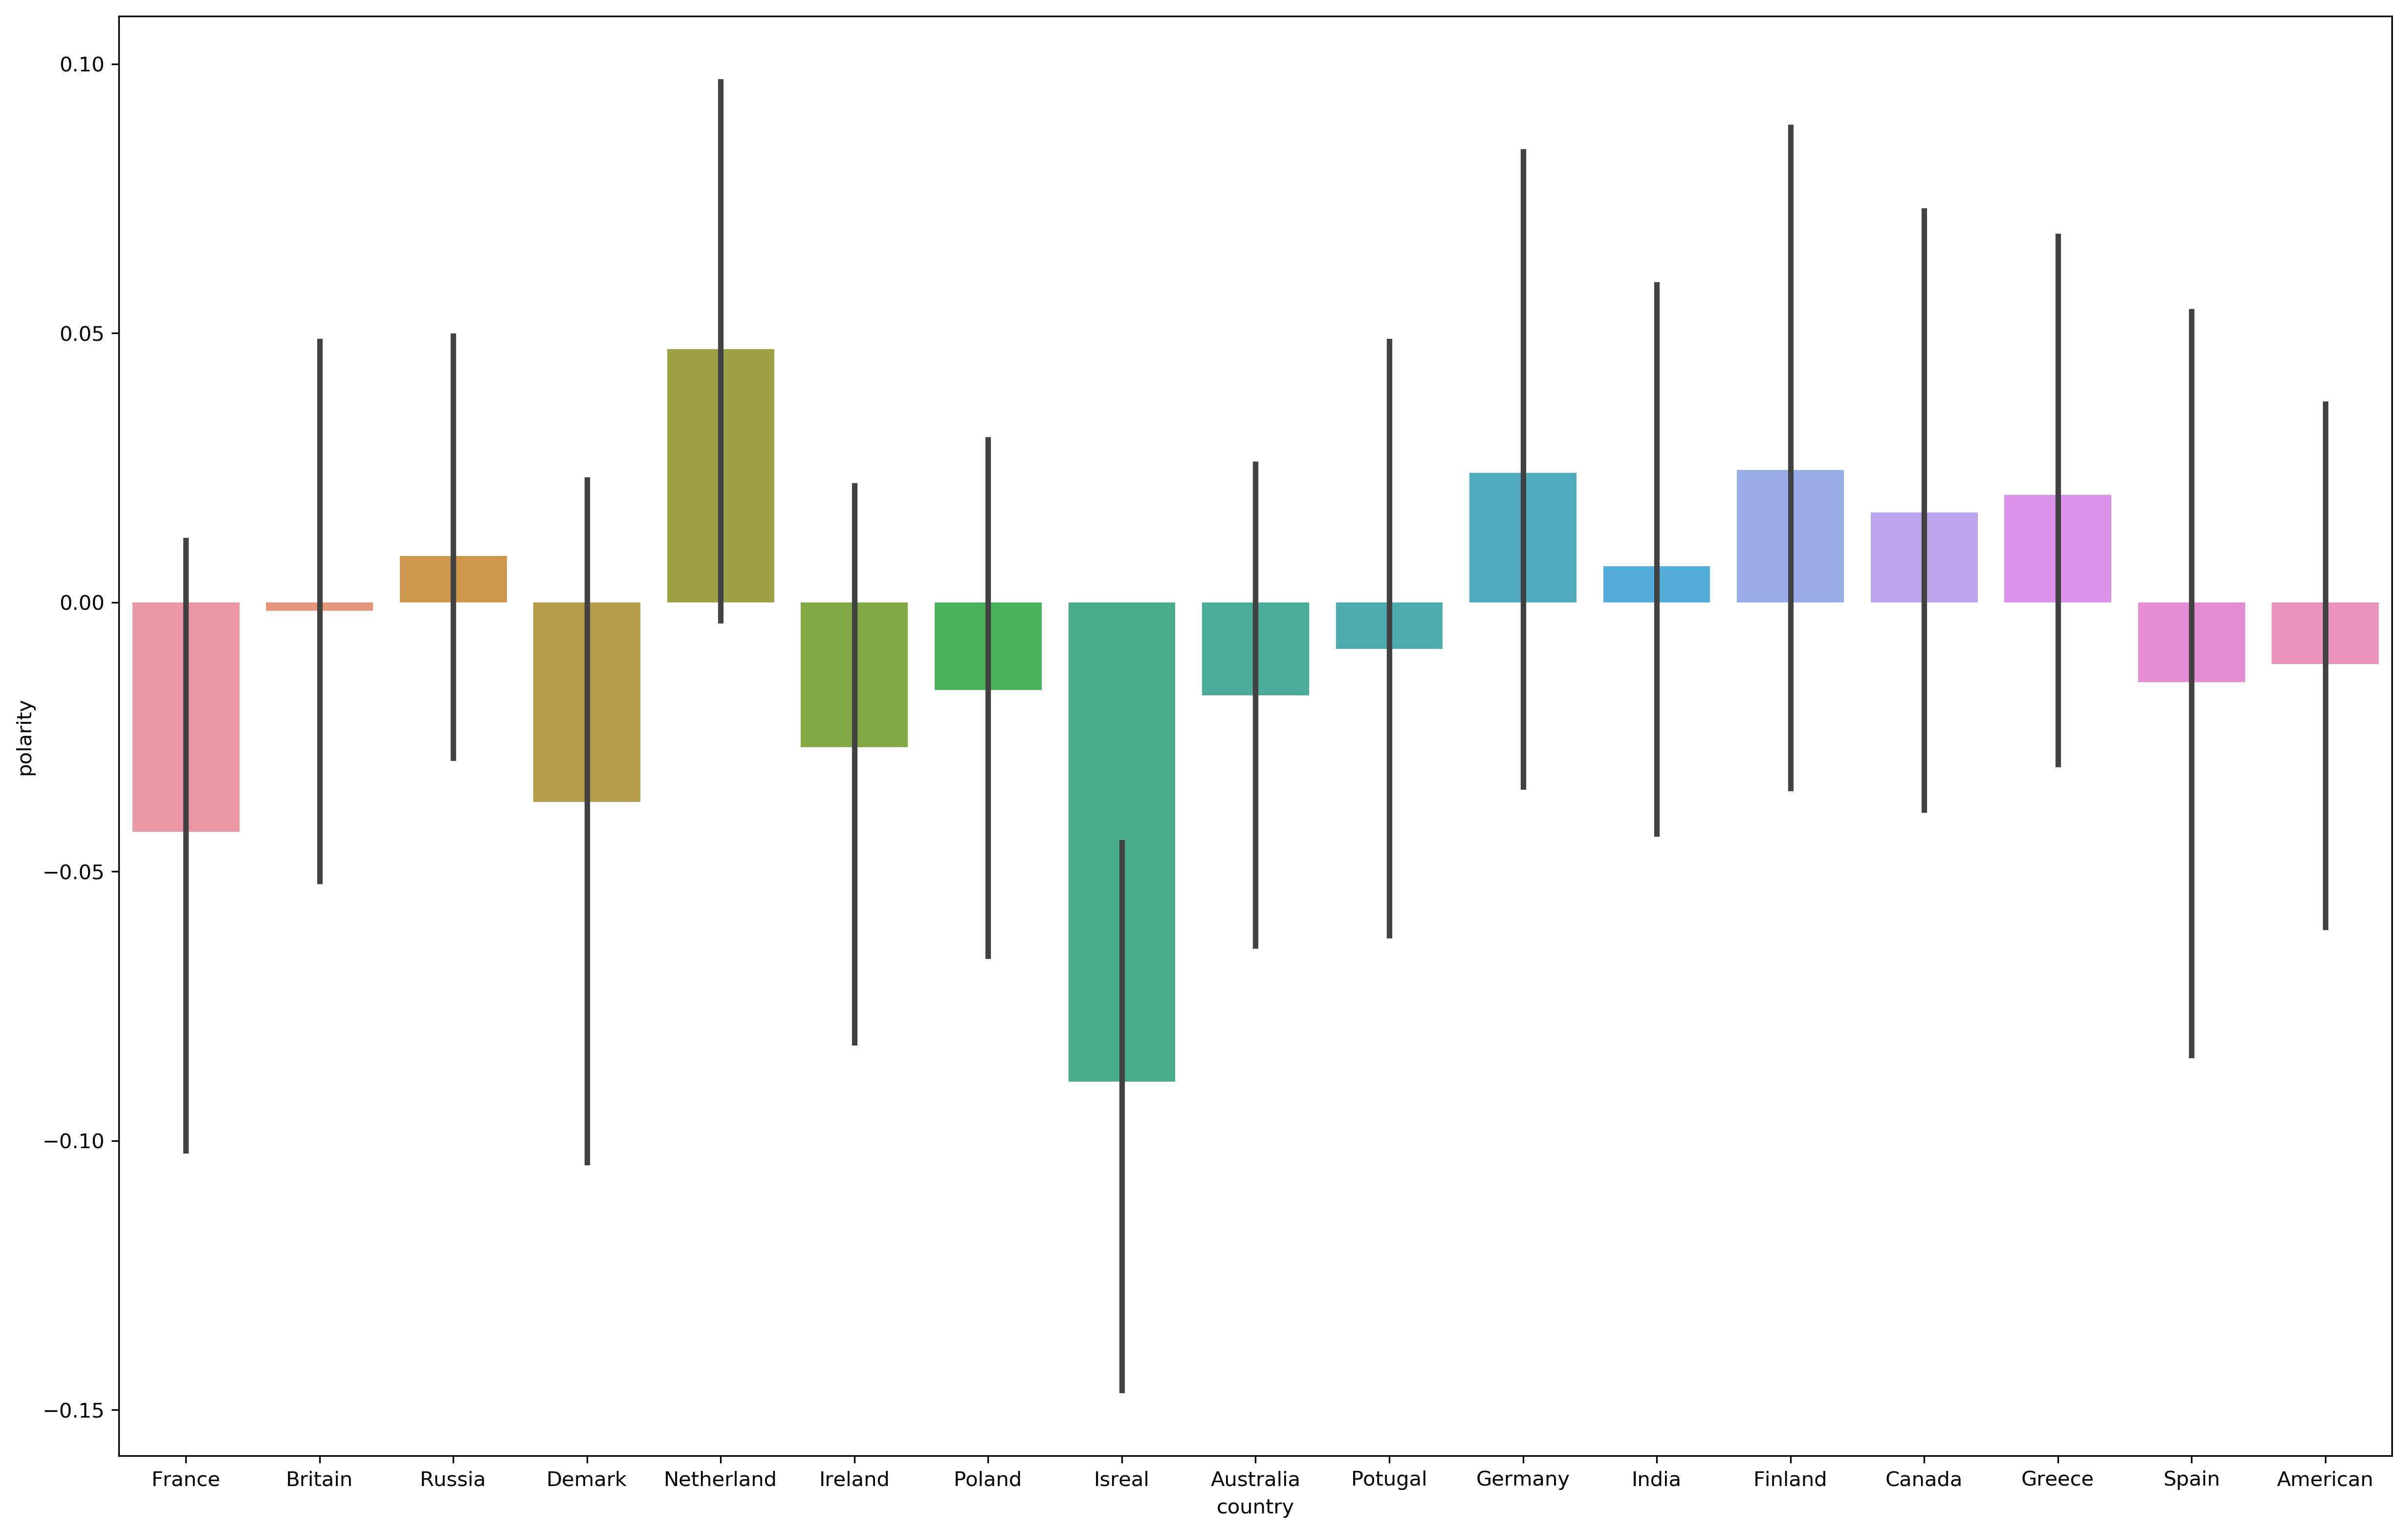 0.10
0.05
0.00
−0.05
−0.10
−0.15
polarity
France Britain Russia Demark Netherland Ireland Poland Isreal Australia Potugal Germany India Finland Canada Greece Spain American
country